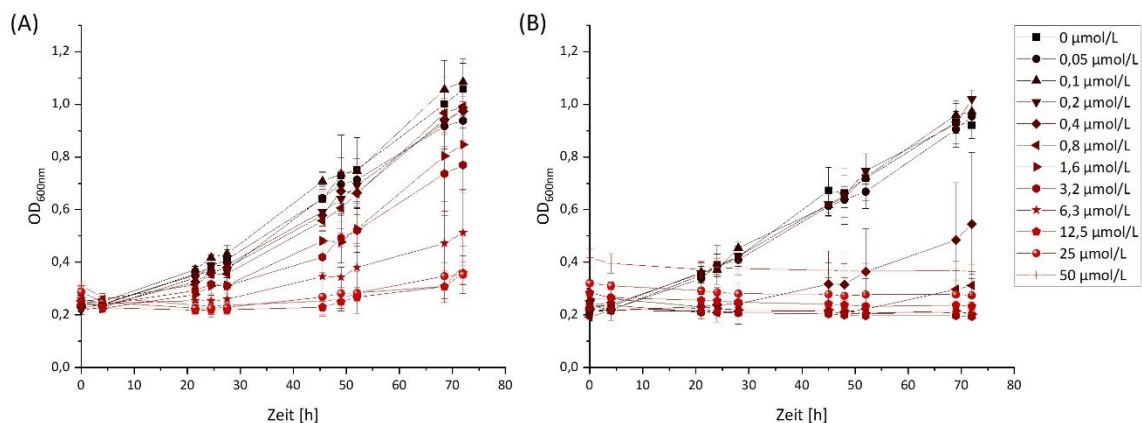 (A)
OD600nm
1,2
1,0
0,8
0,6
0,4
0,2
0,0
0 10 20 30 40 50 60 70 80
Zeit [h]
(B)
OD600nm
1,2
1,0
0,8
0,6
0,4
0,2
0,0
0 10 20 30 40 50 60 70 80
Zeit [h]
0 µmol/L
0,05 µmol/L
0,1 µmol/L
0,2 µmol/L
0,4 µmol/L
0,8 µmol/L
1,6 µmol/L
3,2 µmol/L
6,3 µmol/L
12,5 µmol/L
25 µmol/L
50 µmol/L